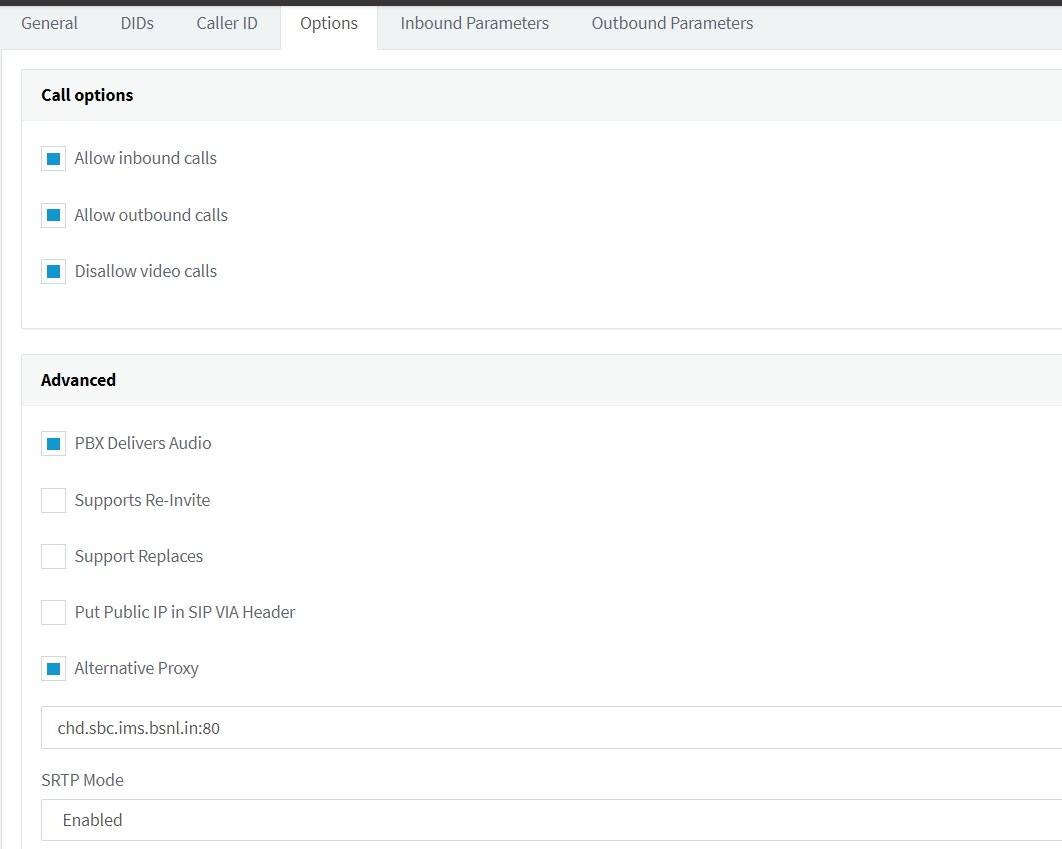 General DIDs Caller ID Options Inbound Parameters Outbound Parameters
Call options
Allow inbound calls
Allow outbound calls
Disallow video calls
Advanced
PBX Delivers Audio
Supports Re-Invite
Support Replaces
Put Public IP in SIP VIA Header
Alternative Proxy
chd.sbc.ims.bsnl.in:80
SRTP Mode
Enabled